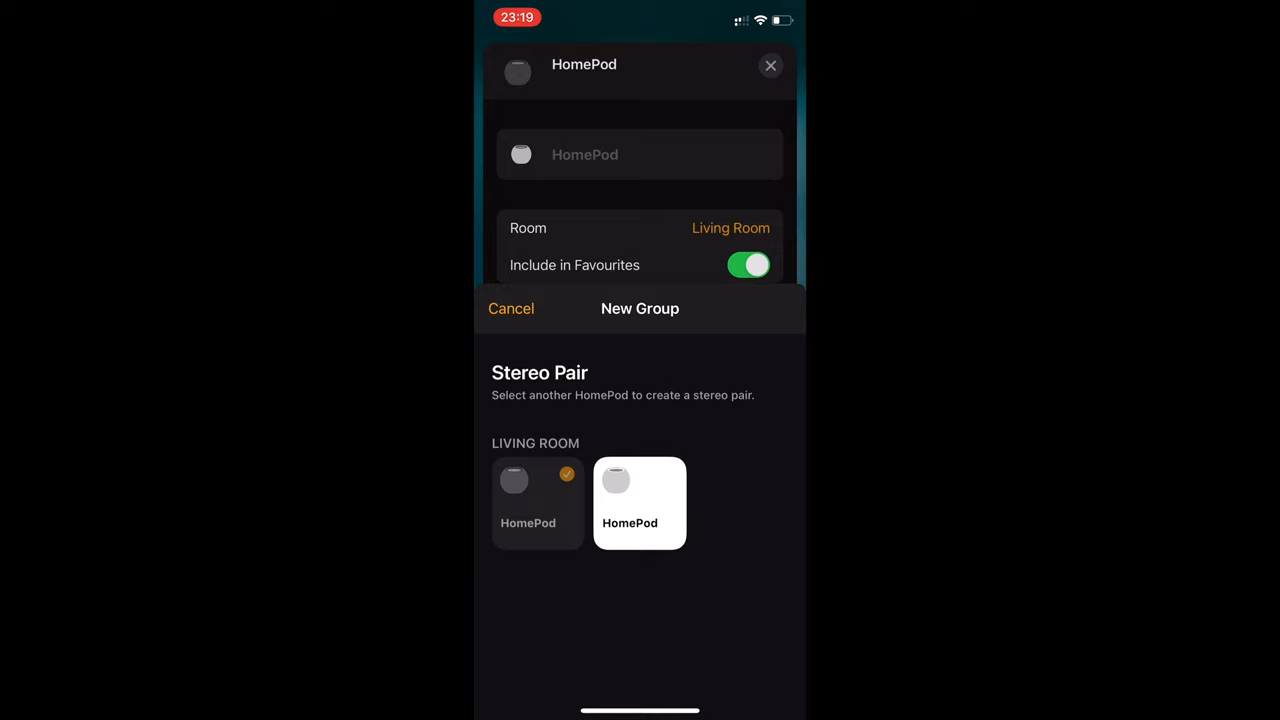 23:19
HomePod
HomePod
Room Living Room
Include in Favourites
Cancel New Group
Stereo Pair
Select another HomePod to create a stereo pair.
LIVING ROOM
HomePod HomePod